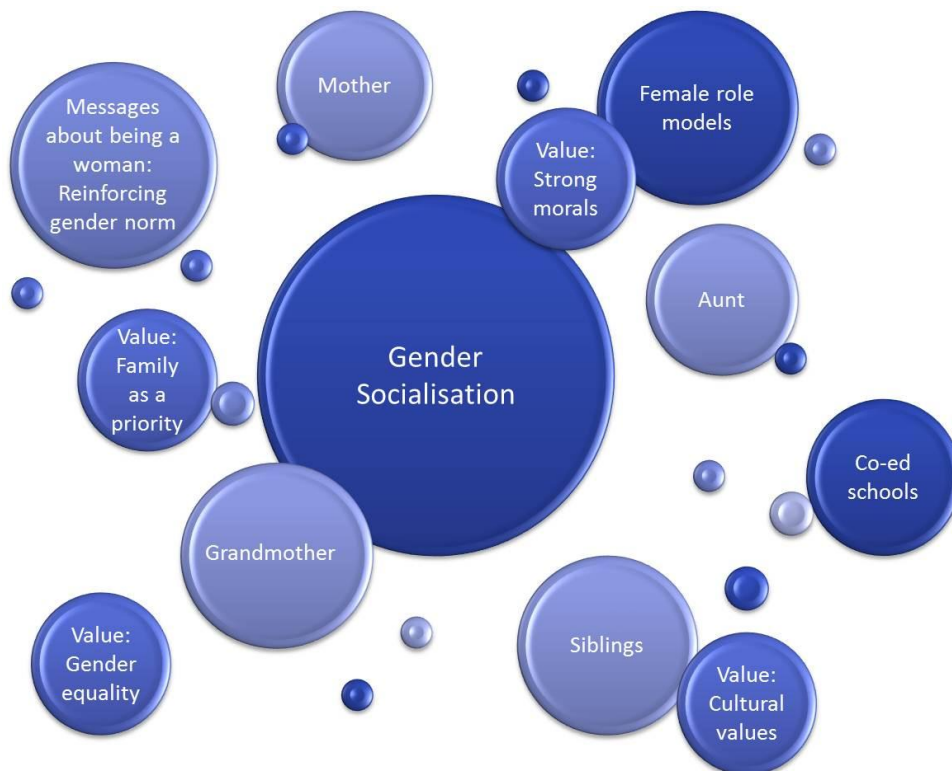 Mother
Female role
models
Messages
about being a
woman:
Reinforcing
gender norm
Value:
Strong
morals
Aunt
Value:
Family
as a
priority
Gender
Socialisation
Co-ed
schools
Grandmother
Siblings
Value:
Gender
equality
Value:
Cultural
values